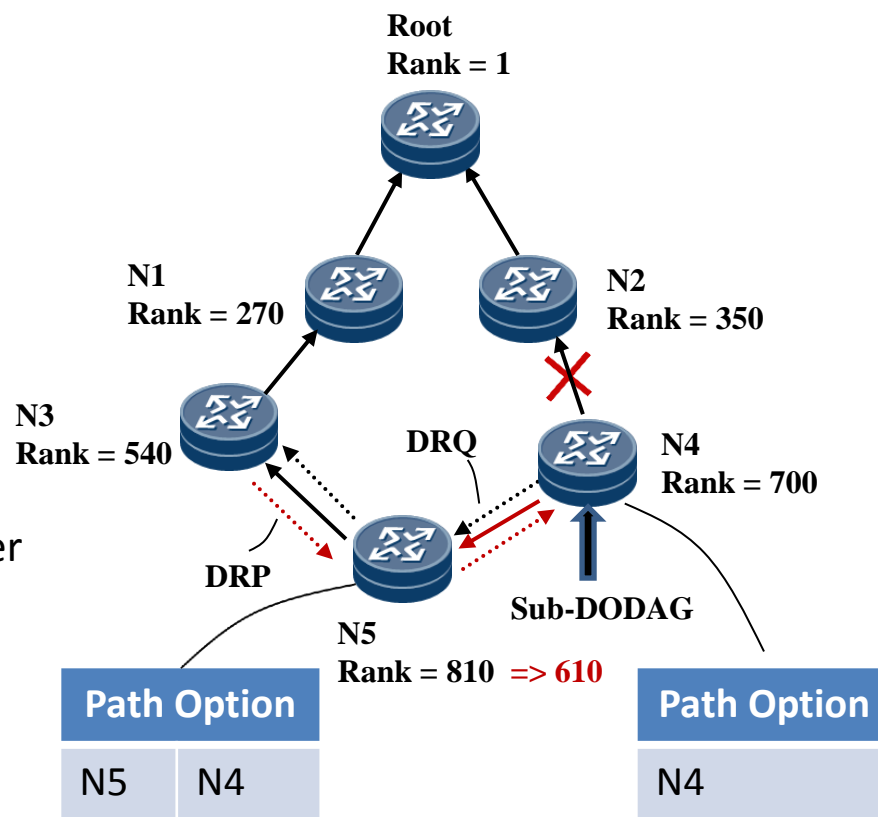 Root
Rank = 1
N1
Rank = 270
N2
Rank = 350
N3
Rank = 540
DRQ
N4
Rank = 700
er
DRP
Sub-DODAG
N5
Rank = 810 => 610
Path Option
N5 N4
Path Option
N4